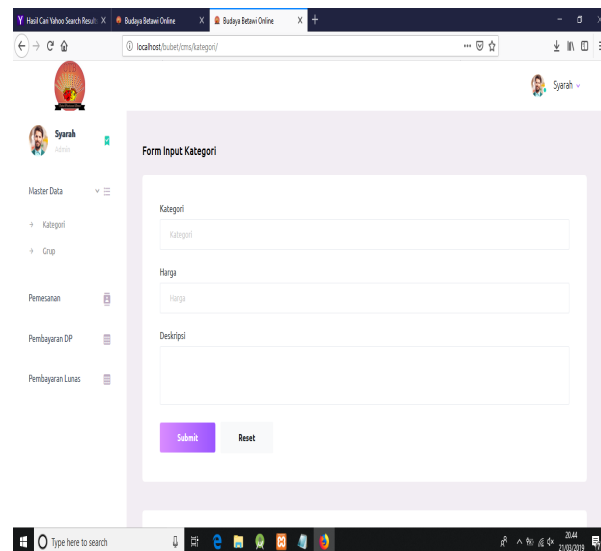 Hasil Cari Yahoo Search Result
Budaya Betawi Online
Budaya Betawi Online
localhost/bubet/cms/kategori/
Syarah
Syarah
Admin
Form Input Kategori
Master Data
Kategori
Grup
Pemesanan
Pembayaran DP
Pembayaran Lunas
Kategori
Kategori
Harga
Harga
Deskripsi
Submit
Reset
Type here to search
20.44
21/03/2019